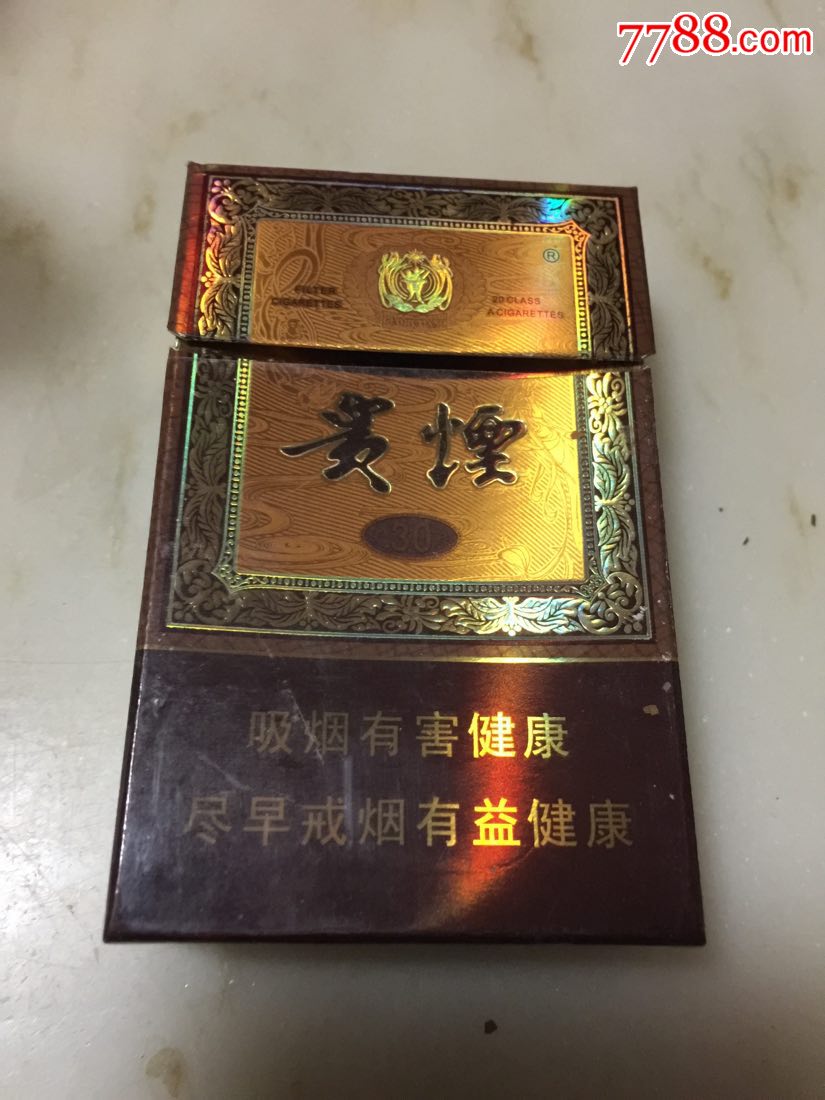 7788.com
®
FILTER
CIGARETTES
20 CLASS
A CIGARETTES
貴煙
30
吸烟有害健康
尽早戒烟有益健康